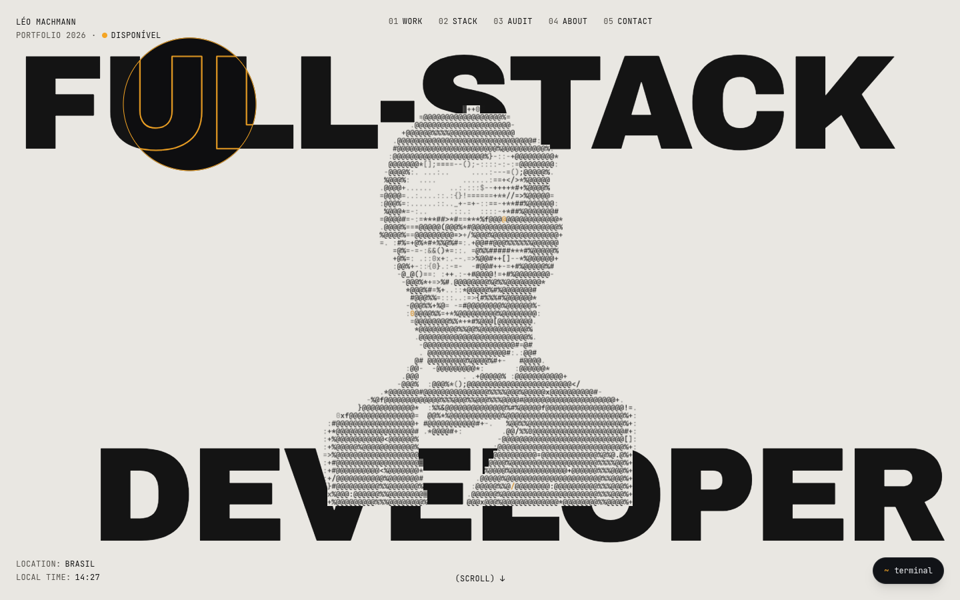 LÉO MACHMANN
PORTFOLIO 2026 · DISPONÍVEL
01 WORK 02 STACK 03 AUDIT 04 ABOUT 05 CONTACT
FULL-STACK
DEVELOPER
LOCATION: BRASIL
LOCAL TIME: 14:27
(SCROLL) ↓
~ terminal